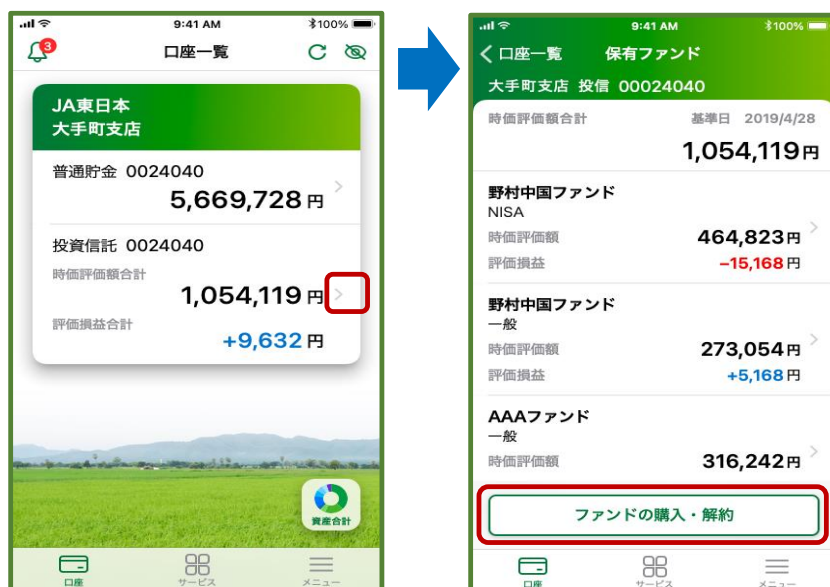 9:41 AM
100%
3
口座一覧
JA東日本
大手町支店
普通貯金 0024040
5,669,728 円
投資信託 0024040
時価評価額合計
1,054,119 円
評価損益合計
+9,632 円
資産合計
口座
サービス
メニュー
9:41 AM
100%
口座一覧
保有ファンド
大手町支店 投信 00024040
時価評価額合計
基準日 2019/4/28
1,054,119円
野村中国ファンド
NISA
時価評価額
464,823円
評価損益
−15,168円
野村中国ファンド
一般
時価評価額
273,054円
評価損益
+5,168円
AAAファンド
一般
時価評価額
316,242円
ファンドの購入・解約
口座
サービス
メニュー